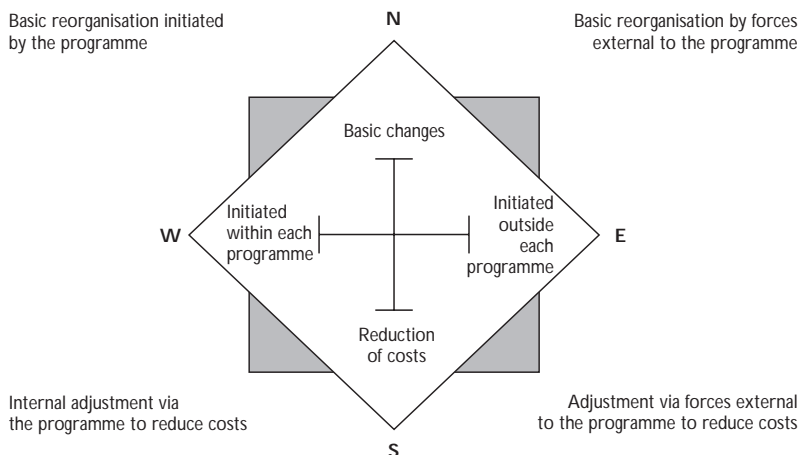 Basic reorganisation initiated
by the programme
N
Basic reorganisation by forces
external to the programme
Basic changes
W
Initiated
within each
programme
Initiated
outside
each
programme
E
Reduction
of costs
Internal adjustment via
the programme to reduce costs
S
Adjustment via forces external
to the programme to reduce costs